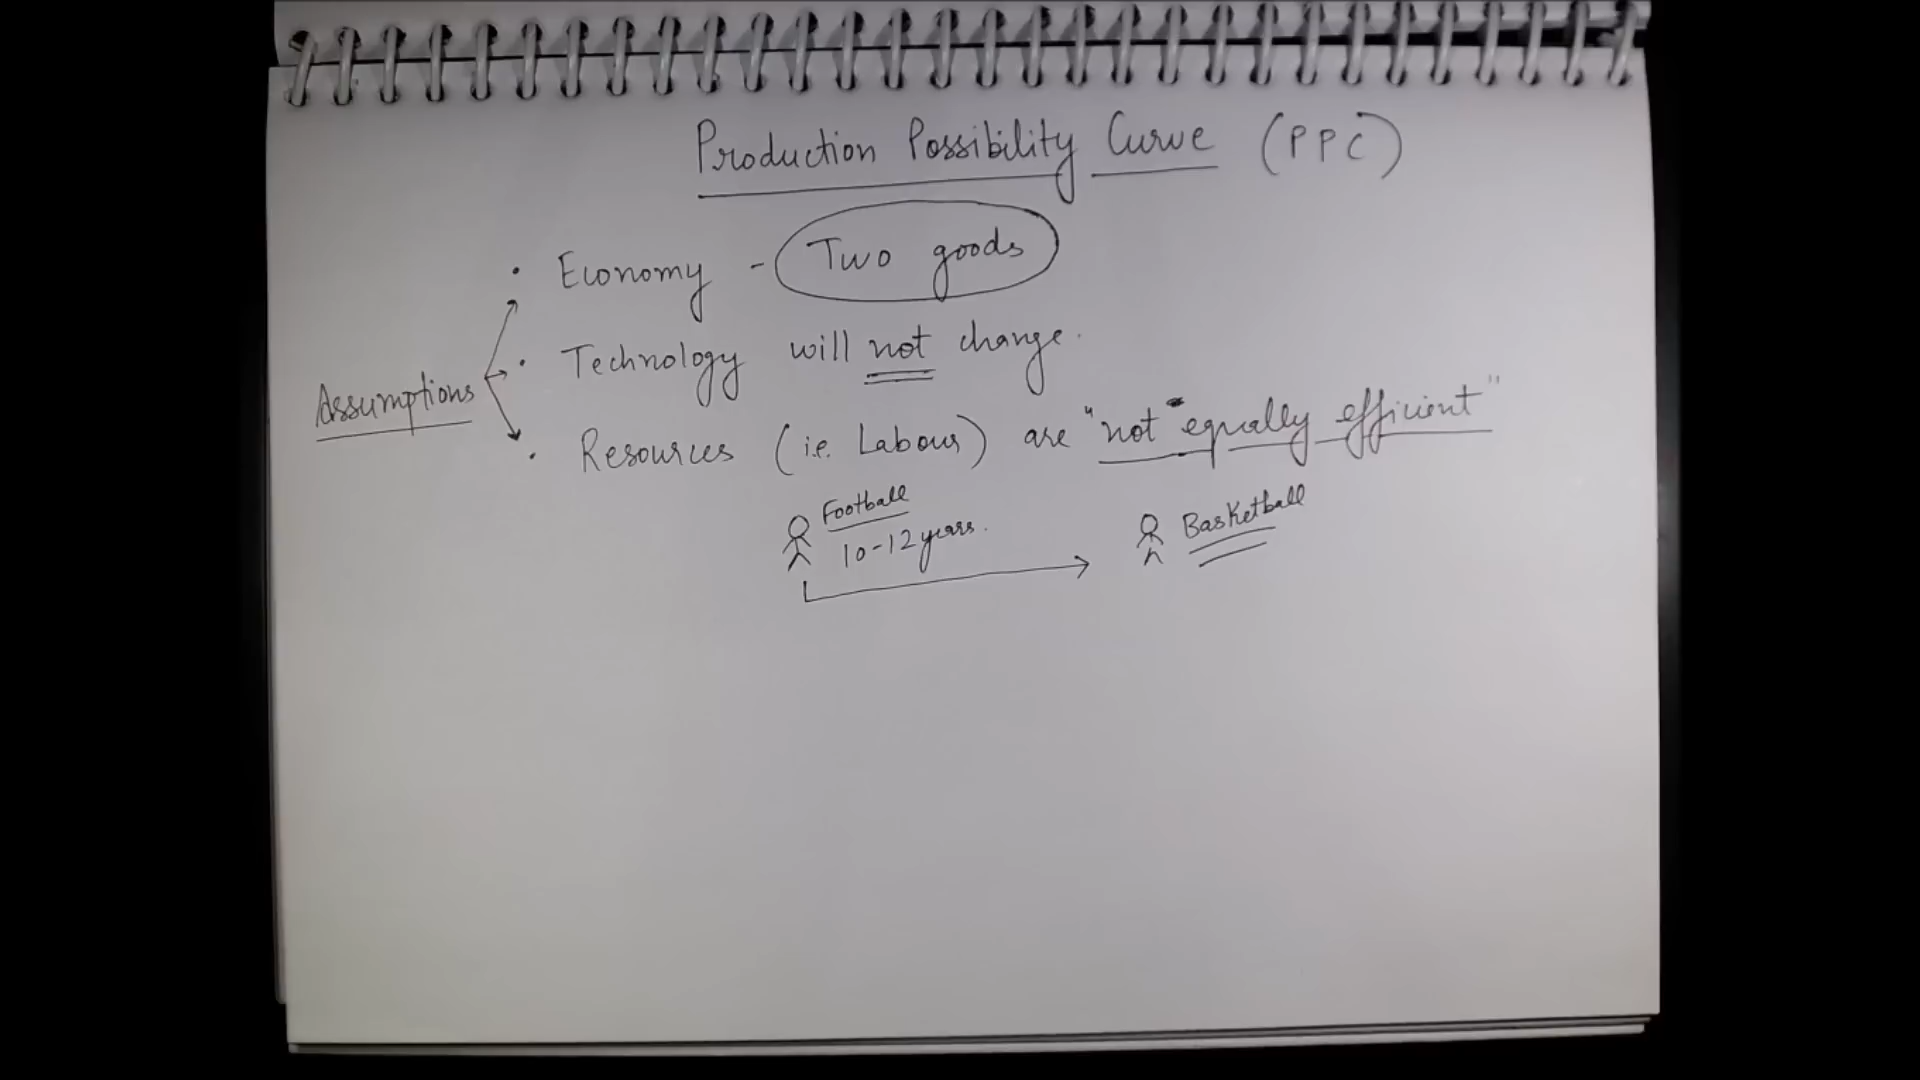 Production Possibility Curve (PPC)
• Economy - Two goods
• Technology will not change.
Assumptions
• Resources (i.e. Labour) are "not equally efficient"
Football
10-12 years.
Basketball